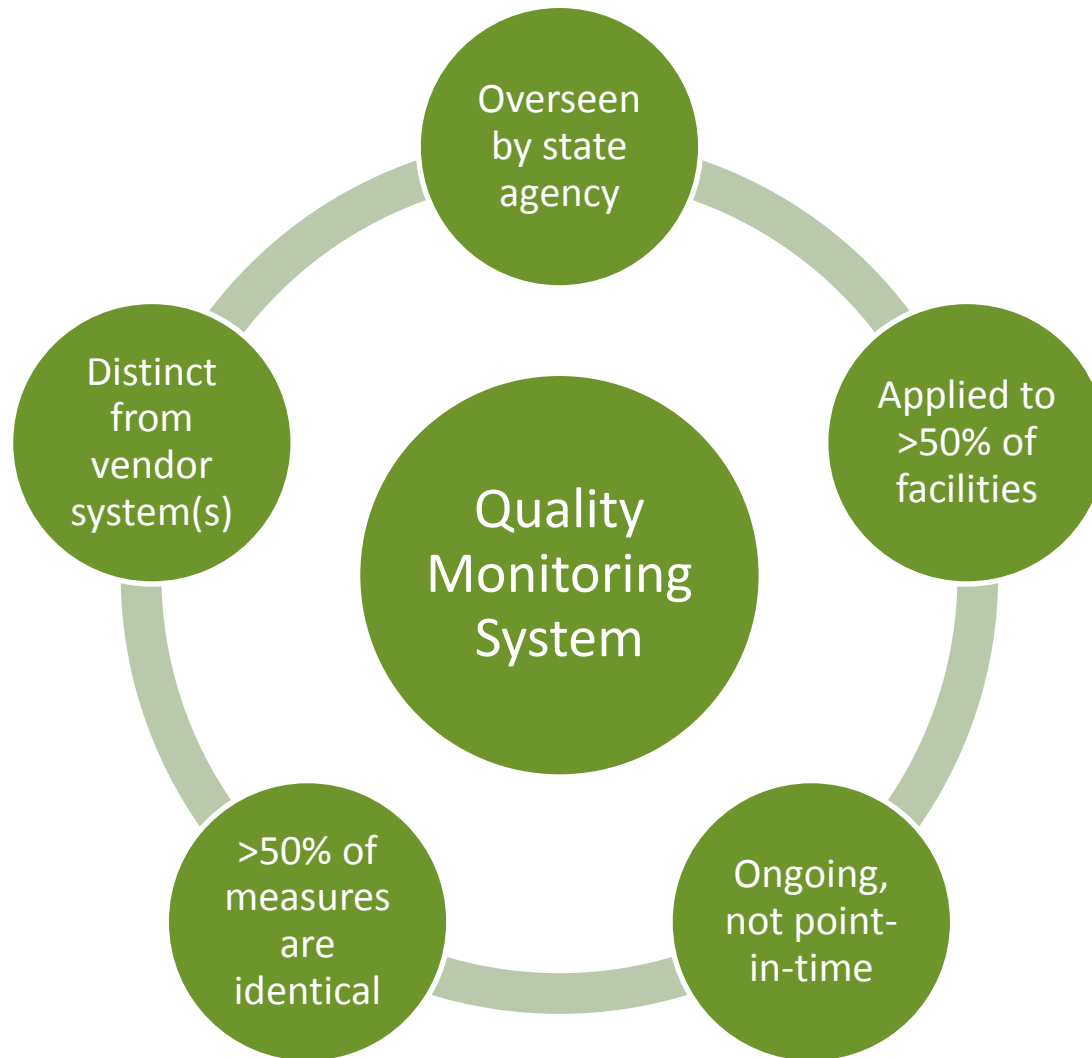 Overseen
by state
agency
Applied to
>50% of
facilities
Ongoing,
not point-
in-time
>50% of
measures
are
identical
Distinct
from
vendor
system(s)
Quality
Monitoring
System